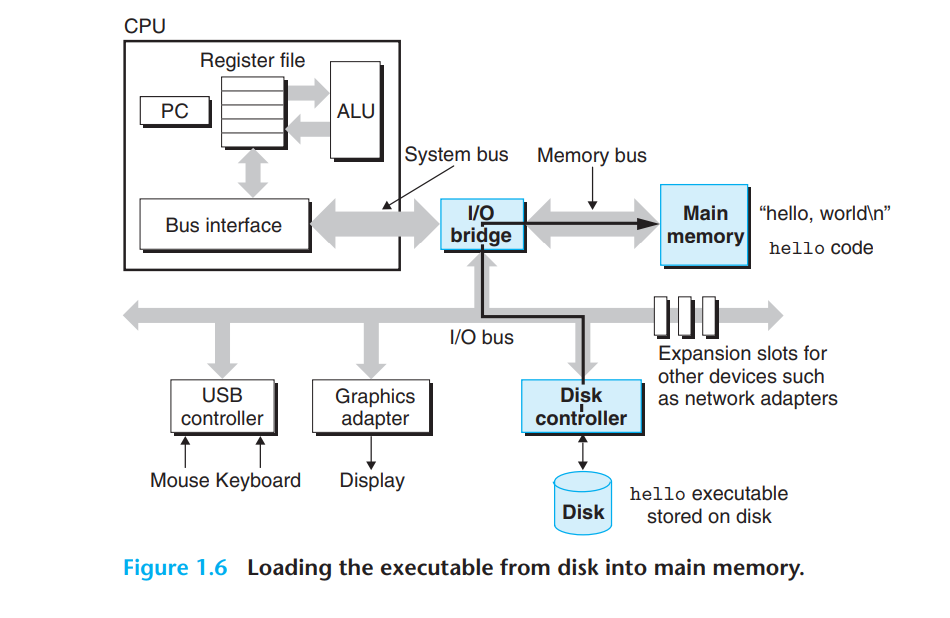 CPU
Register file
PC
ALU
System bus
Memory bus
Bus interface
I/O
bridge
Main
memory
“hello, world\n”
hello code
I/O bus
Expansion slots for
other devices such
as network adapters
USB
controller
Graphics
adapter
Disk
controller
Mouse Keyboard
Display
Disk
hello executable
stored on disk
Figure 1.6 Loading the executable from disk into main memory.